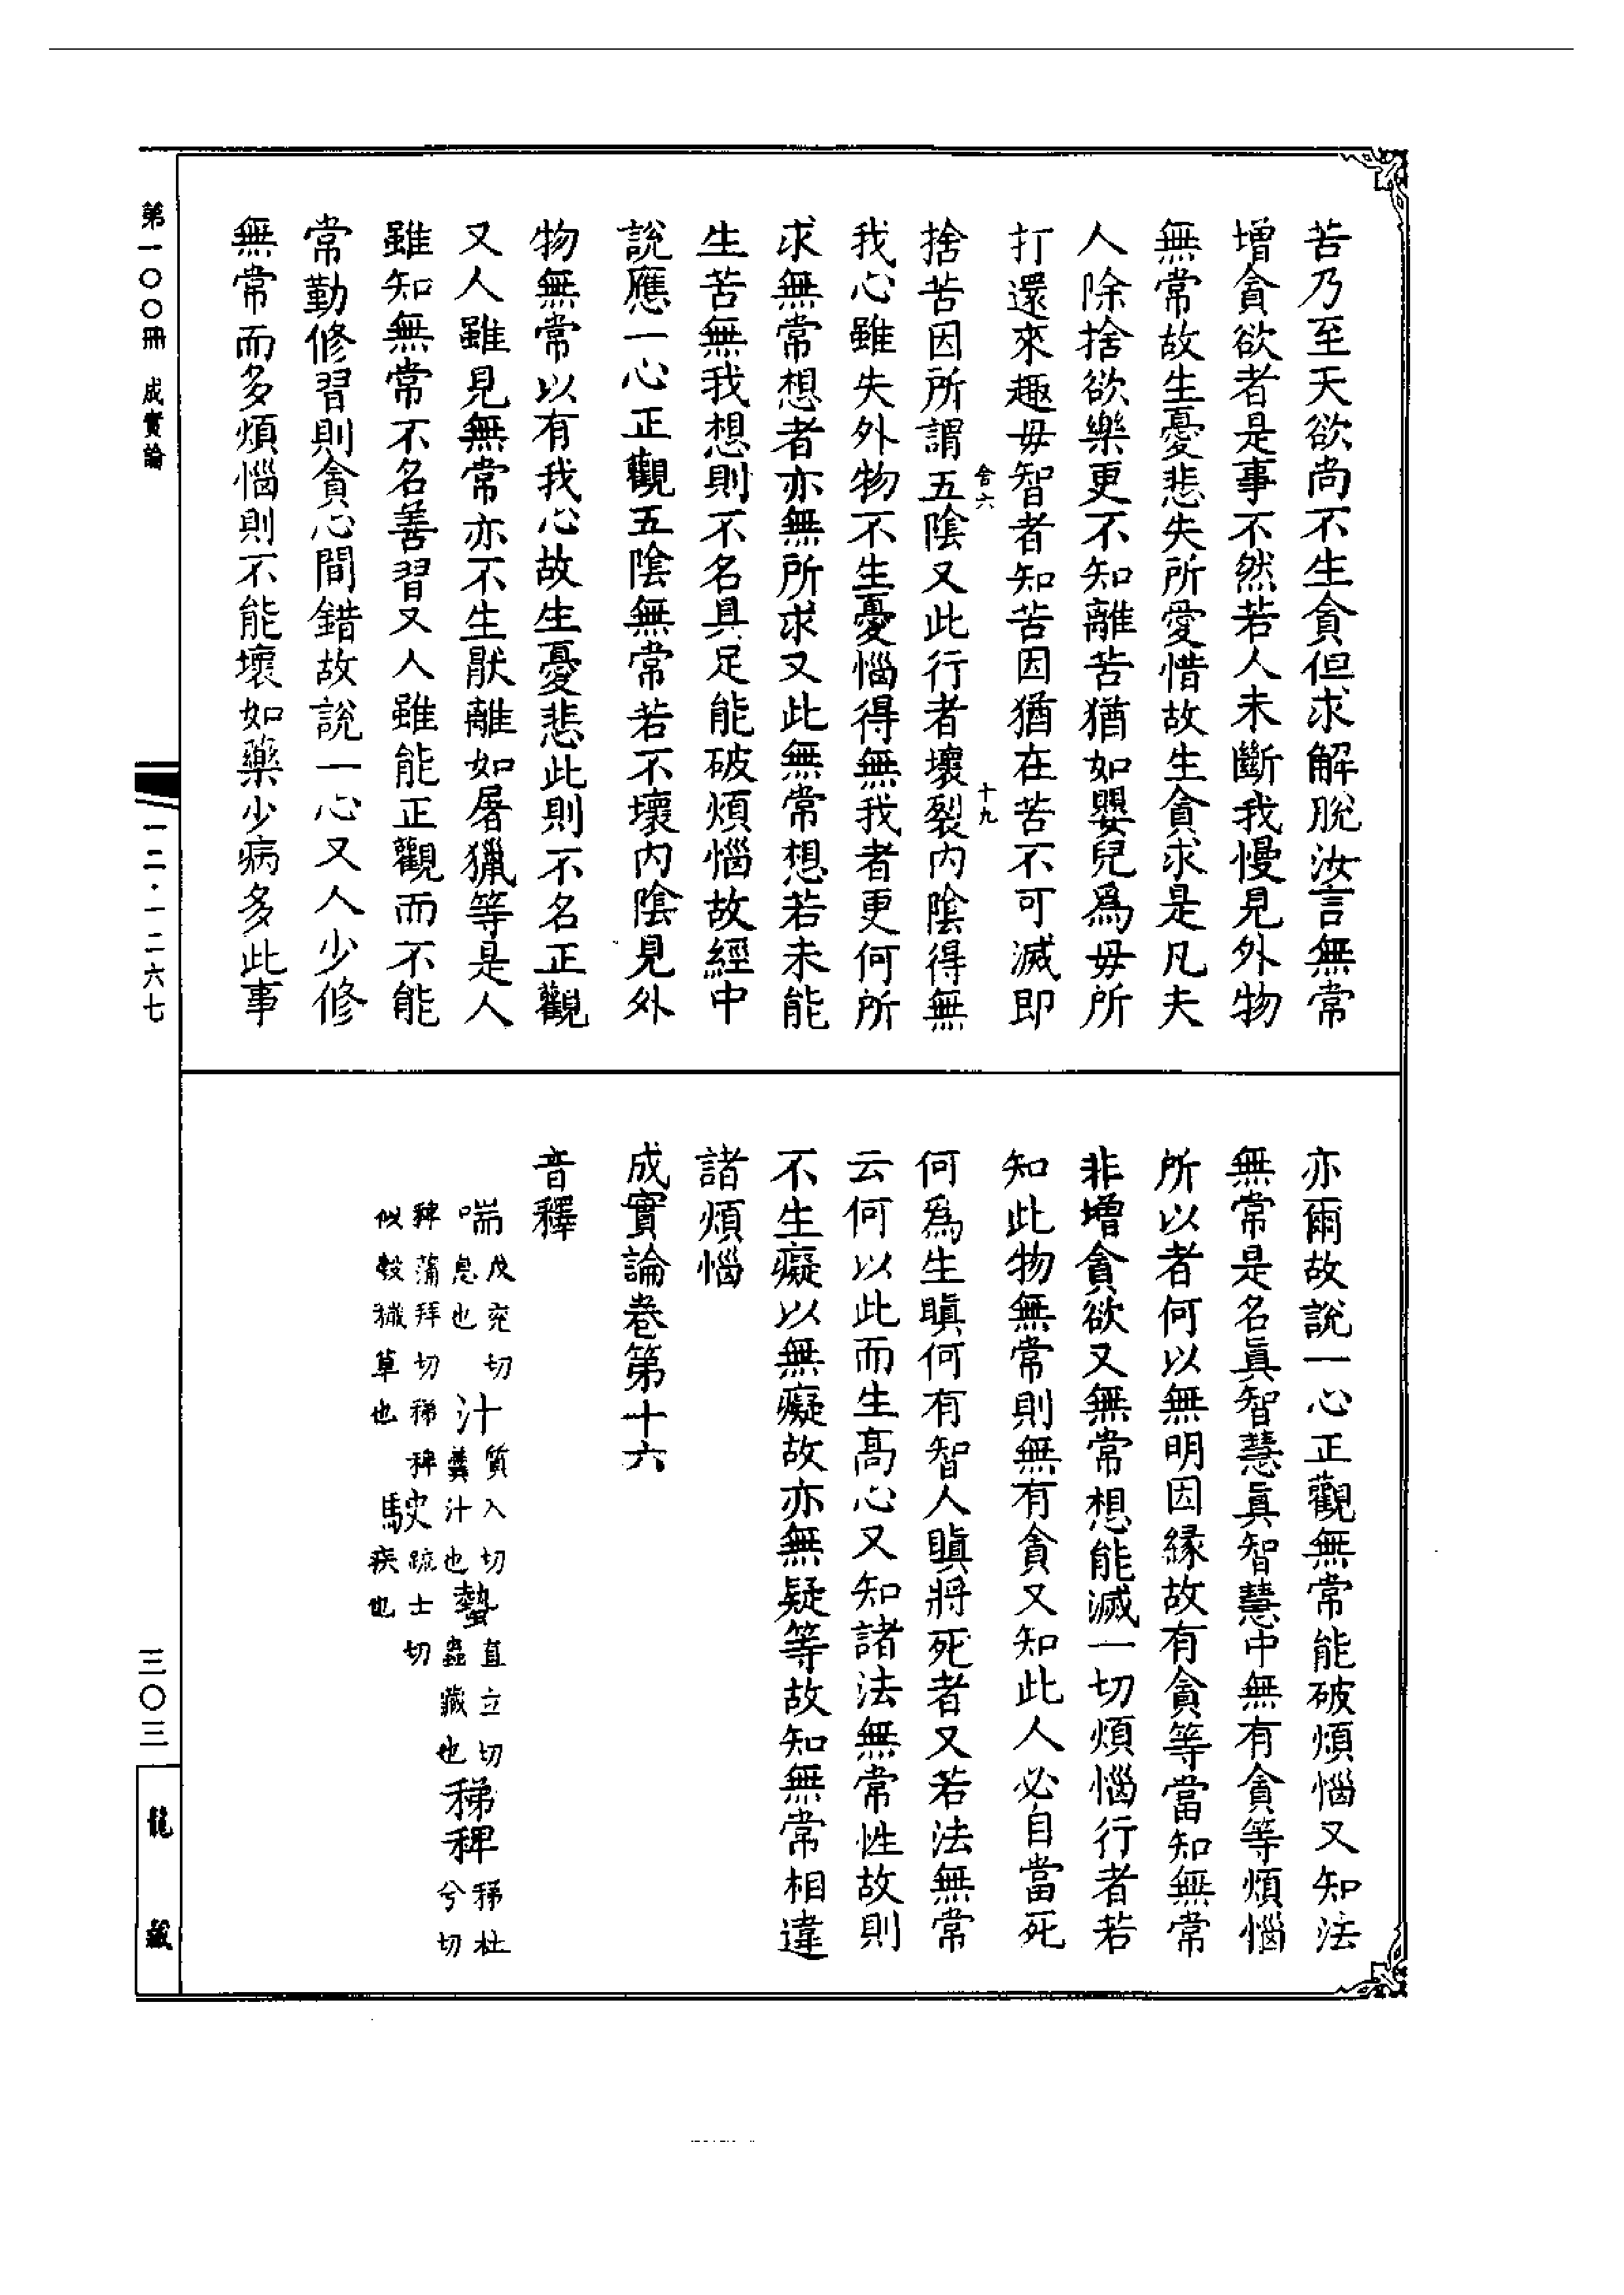 苦乃至天欲尚不生貪但求解脫汝言無常
增貪欲者是事不然若人未斷我慢見外物
無常故生憂悲失所愛惜故生貪求是凡夫
人除捨欲樂更不知離苦猶如嬰兒爲毋所
打還來趣毋智者知苦因猶在苦不可滅即
舍六
十九
捨苦因所謂五陰又此行者壞裂內陰得無
我心雖失外物不生憂惱得無我者更何所
求無常想者亦無所求又此無常想若未能
生苦無我想則不名具足能破煩惱故經中
說應一心正觀五陰無常若不壞內陰見外
物無常以有我心故生憂悲此則不名正觀
又人雖見無常亦不生厭離如屠獵等是人
雖知無常不名善習又人雖能正觀而不能
常勤修習則貪心間錯故說一心又人少修
無常而多煩惱則不能壞如藥少病多此事
亦爾故說一心正觀無常能破煩惱又知法
無常是名眞智慧眞智慧中無有貪等煩惱
所以者何以無明因緣故有貪等當知無常
非增貪欲又無常想能滅一切煩惱行者若
知此物無常則無有貪又知此人必自當死
何爲生瞋何有智人瞋將死者又若法無常
云何以此而生高心又知諸法無常性故則
不生癡以無癡故亦無疑等故知無常相違
諸煩惱
成實論卷第十六
音釋
喘茂兖切息也 汁質入切羹汁也 蟄直立切蟲藏也 稊稗稊杜兮切
稗蒲拜切稊稗似穀穢草也 駛疏士切疾也
第一〇〇冊 成實論
一二·一二六七
三〇三
龍藏